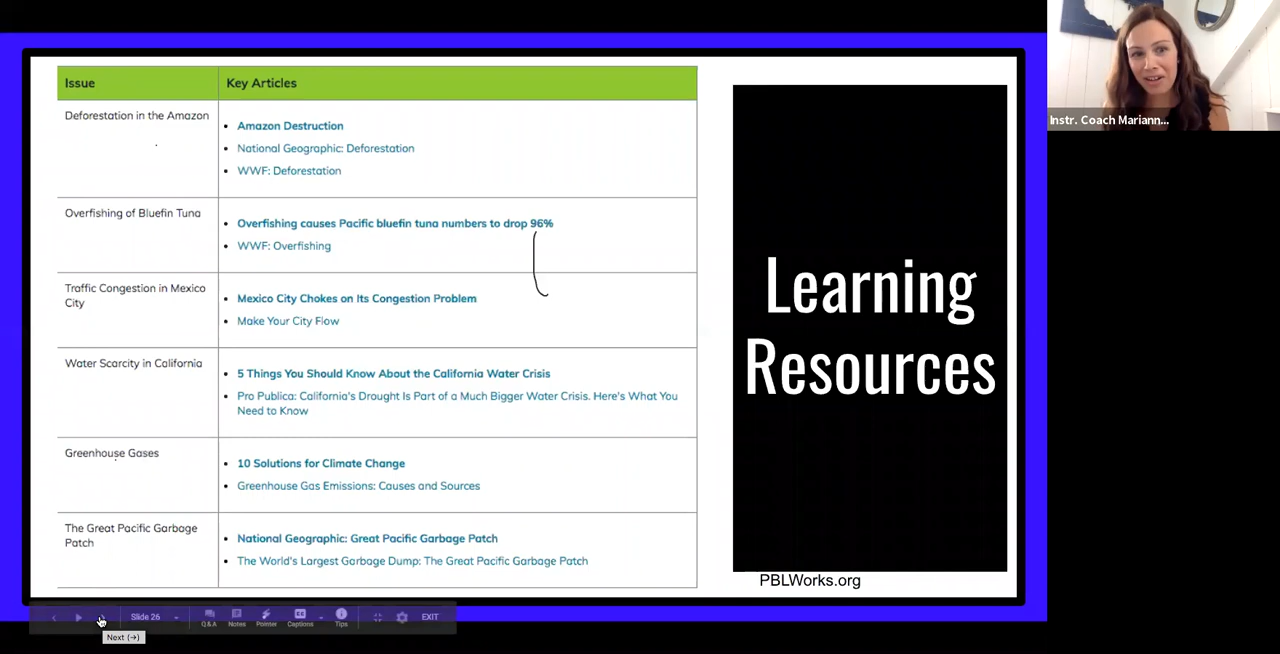 Issue
Key Articles
Deforestation in the Amazon
Amazon Destruction
National Geographic: Deforestation
WWF: Deforestation
Overfishing of Bluefin Tuna
Overfishing causes Pacific bluefin tuna numbers to drop 96%
WWF: Overfishing
Traffic Congestion in Mexico
City
Mexico City Chokes on Its Congestion Problem
Make Your City Flow
Water Scarcity in California
5 Things You Should Know About the California Water Crisis
Pro Publica: California's Drought Is Part of a Much Bigger Water Crisis. Here's What You
Need to Know
Greenhouse Gases
10 Solutions for Climate Change
Greenhouse Gas Emissions: Causes and Sources
The Great Pacific Garbage
Patch
National Geographic: Great Pacific Garbage Patch
The World's Largest Garbage Dump: The Great Pacific Garbage Patch
Learning
Resources
PBLWorks.org
Instr. Coach Mariann...
Slide 26
Q&A
Notes
Pointer
Captions
Tips
EXIT
Next (→)